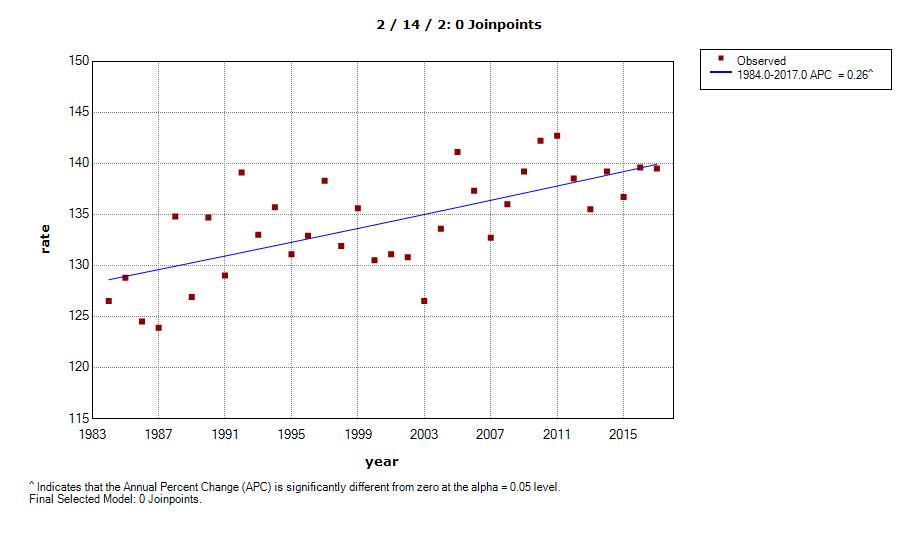 2 / 14 / 2: 0 Joinpoints
Observed
1984.0-2017.0 APC = 0.26^
150
145
140
135
130
125
120
115
rate
1983 1987 1991 1995 1999 2003 2007 2011 2015
year
^ Indicates that the Annual Percent Change (APC) is significantly different from zero at the alpha = 0.05 level.
Final Selected Model: 0 Joinpoints.